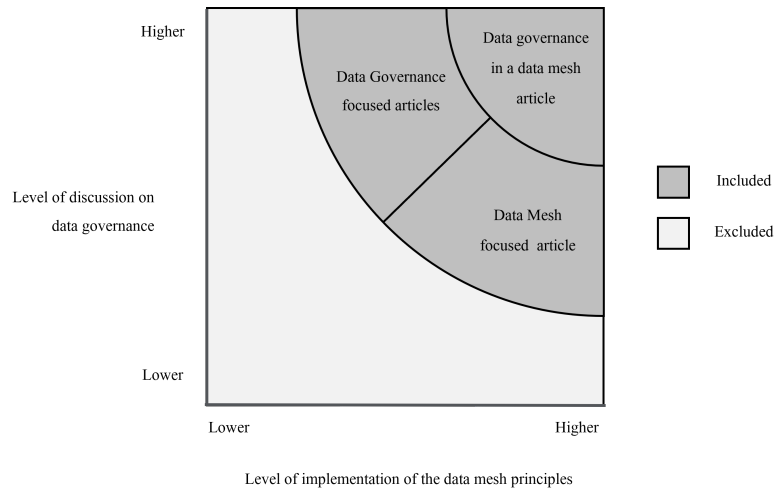 Higher
Data governance
in a data mesh
article
Data Governance
focused articles
Level of discussion on
data governance
Data Mesh
focused article
Included
Excluded
Lower
Lower
Higher
Level of implementation of the data mesh principles